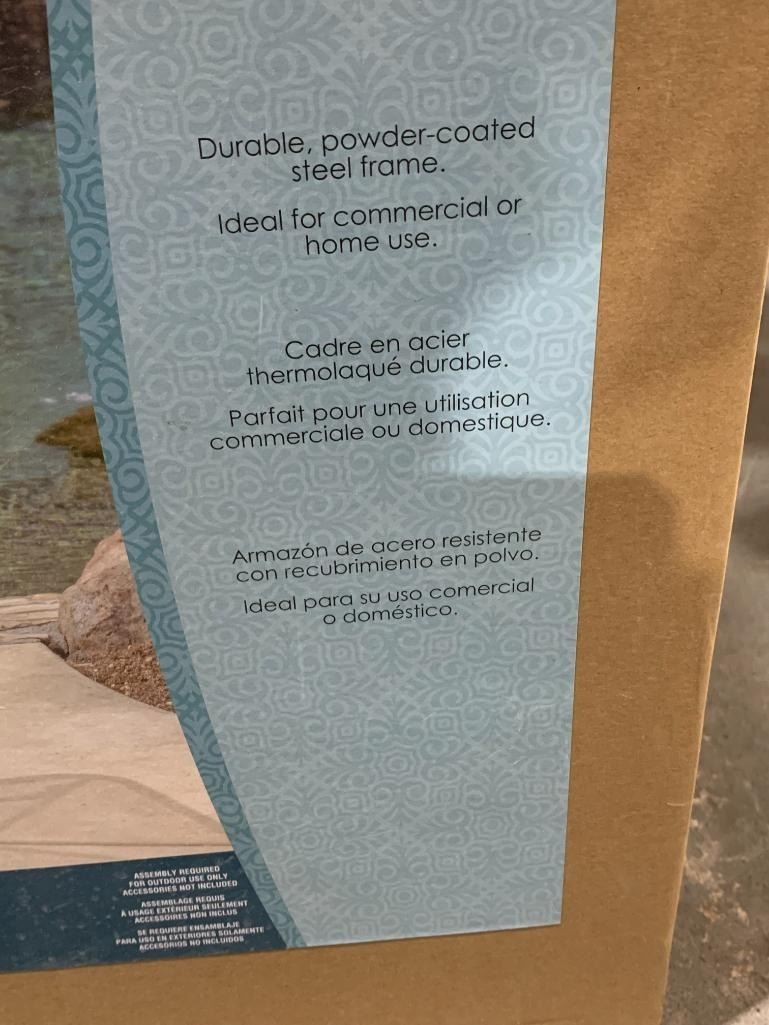 Durable, powder-coated
steel frame.
Ideal for commercial or
home use.
Cadre en acier
thermolaqué durable.
Parfait pour une utilisation
commerciale ou domestique.
Armazón de acero resistente
con recubrimiento en polvo.
Ideal para su uso comercial
o doméstico.
ASSEMBLY REQUIRED
FOR OUTDOOR USE ONLY
ACCESSORIES NOT INCLUDED
ASSEMBLAGE REQUIS
À USAGE EXTÉRIEUR SEULEMENT
ACCESSOIRES NON INCLUS
SE REQUIERE ENSAMBLAJE
PARA USO EN EXTERIORES SOLAMENTE
ACCESORIOS NO INCLUIDOS